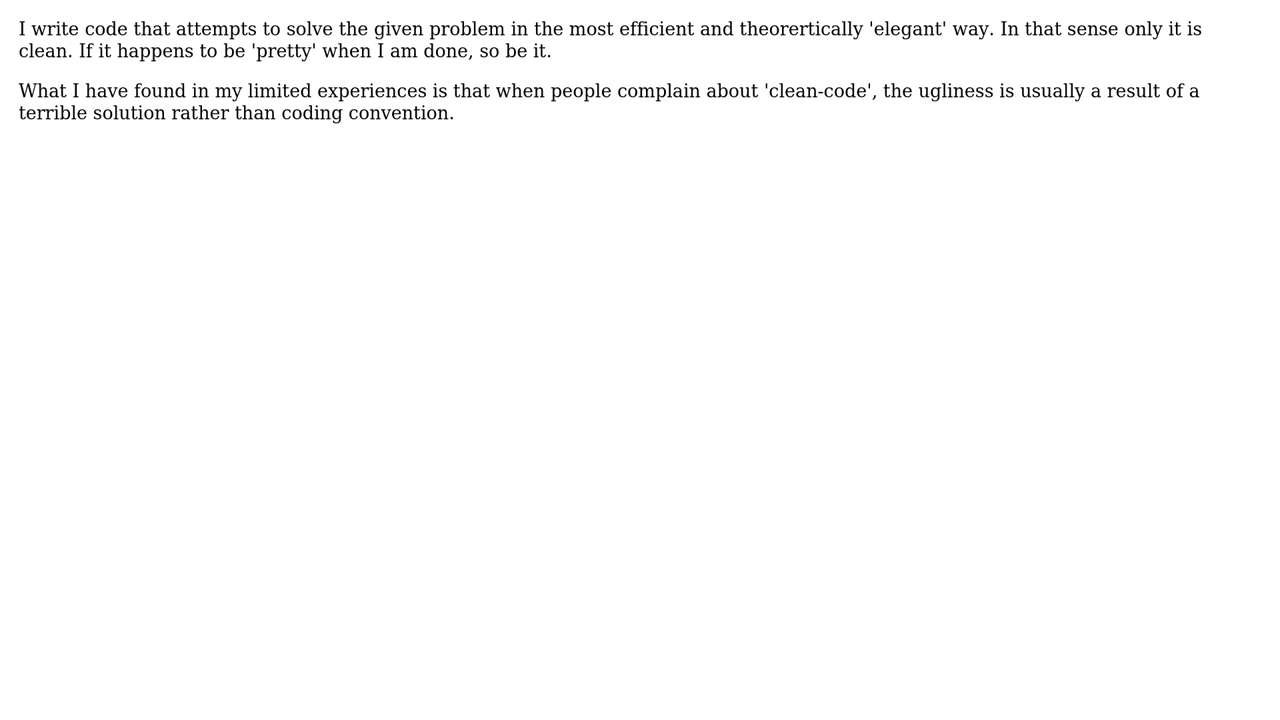 I write code that attempts to solve the given problem in the most efficient and theorertically 'elegant' way. In that sense only it is
clean. If it happens to be 'pretty' when I am done, so be it.
What I have found in my limited experiences is that when people complain about 'clean-code', the ugliness is usually a result of a
terrible solution rather than coding convention.